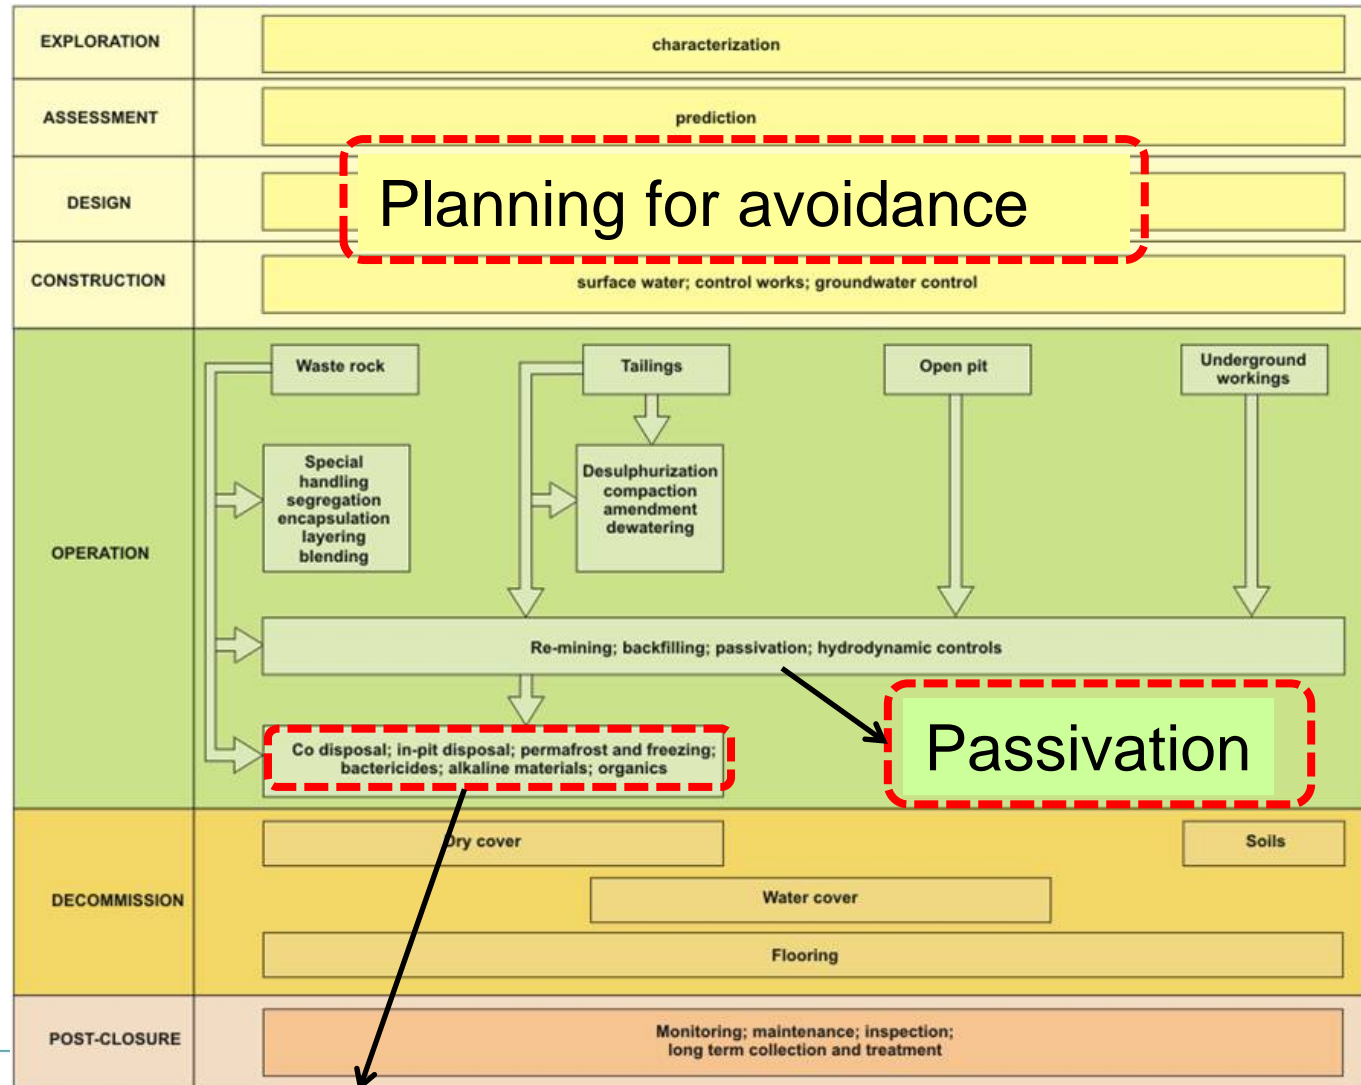 EXPLORATION
characterization
ASSESSMENT
prediction
DESIGN
Planning for avoidance
CONSTRUCTION
surface water; control works; groundwater control
OPERATION
Waste rock
Tailings
Open pit
Underground
workings
Special
handling
segregation
encapsulation
layering
blending
Desulphurization
compaction
amendment
dewatering
Re-mining; backfilling; passivation; hydrodynamic controls
Passivation
Co disposal; in-pit disposal; permafrost and freezing;
bactericides; alkaline materials; organics
DECOMMISSION
Dry cover
Soils
Water cover
Flooring
POST-CLOSURE
Monitoring; maintenance; inspection;
long term collection and treatment